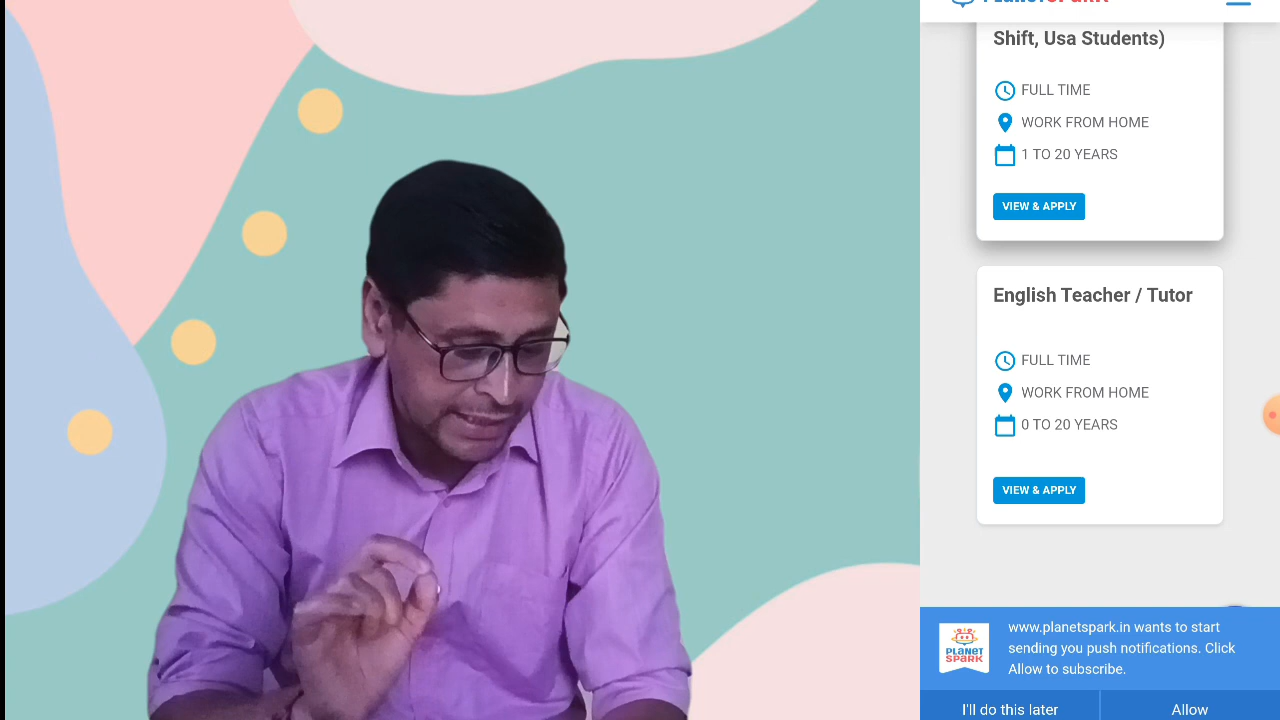 PLANETSPARK
Shift, Usa Students)
FULL TIME
WORK FROM HOME
1 TO 20 YEARS
VIEW & APPLY
English Teacher / Tutor
FULL TIME
WORK FROM HOME
0 TO 20 YEARS
VIEW & APPLY
PLANET
SPARK
www.planetspark.in wants to start
sending you push notifications. Click
Allow to subscribe.
I'll do this later
Allow